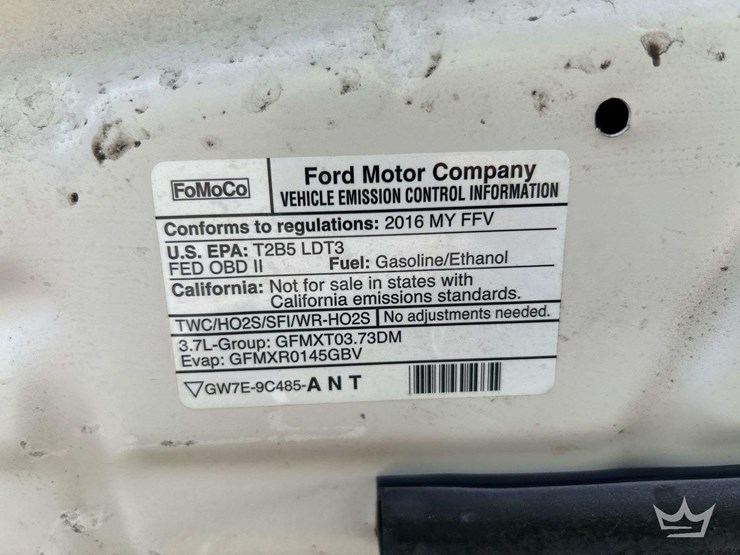 FoMoCo
Ford Motor Company
VEHICLE EMISSION CONTROL INFORMATION
Conforms to regulations: 2016 MY FFV
U.S. EPA: T2B5 LDT3
FED OBD II Fuel: Gasoline/Ethanol
California: Not for sale in states with
California emissions standards.
TWC/HO2S/SFI/WR-HO2S No adjustments needed.
3.7L-Group: GFMXT03.73DM
Evap: GFMXR0145GBV
GW7E-9C485-ANT